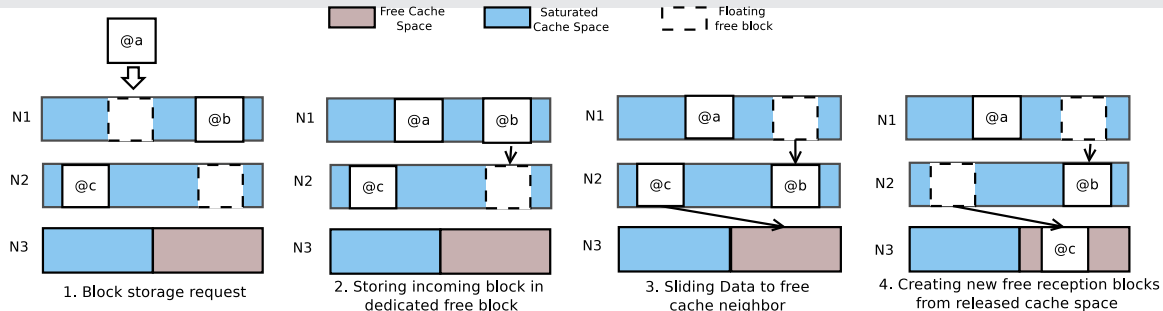 Free Cache
Space
Saturated
Cache Space
Floating
free block
@a
N1
@b
N2
@c
N3
1. Block storage request
@a
@b
N2
@c
N3
2. Storing incoming block in
dedicated free block
N1
@a
N2
@c
@b
N3
3. Sliding Data to free
cache neighbor
N1
@a
N2
@b
N3
@c
4. Creating new free reception blocks
from released cache space